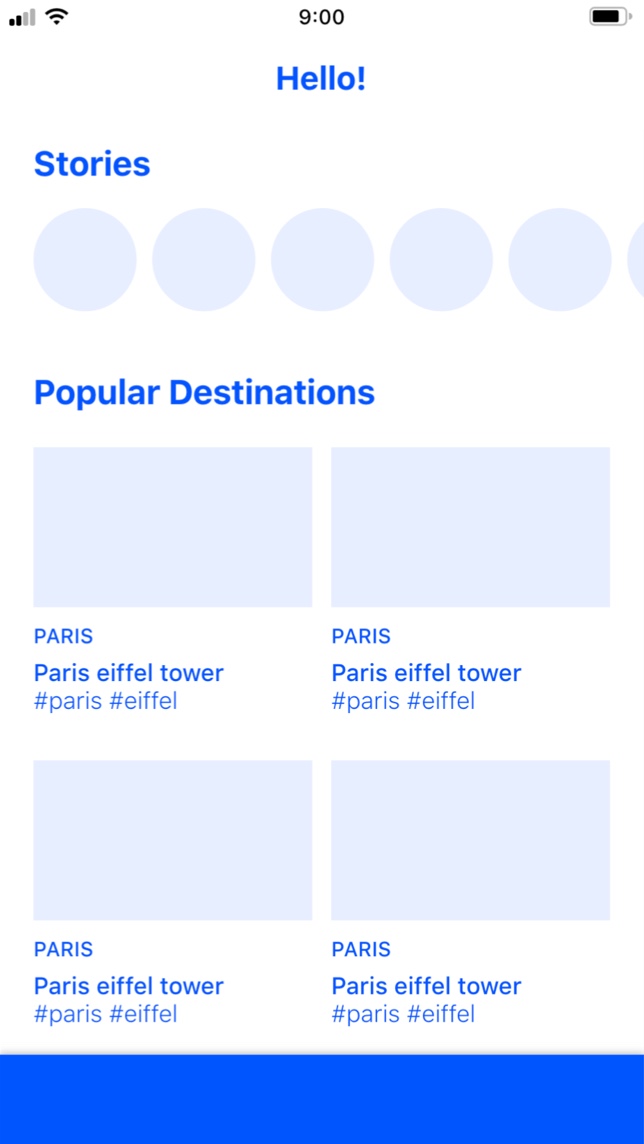 9:00
Hello!
Stories
Popular Destinations
PARIS
Paris eiffel tower
#paris #eiffel
PARIS
Paris eiffel tower
#paris #eiffel
PARIS
Paris eiffel tower
#paris #eiffel
PARIS
Paris eiffel tower
#paris #eiffel